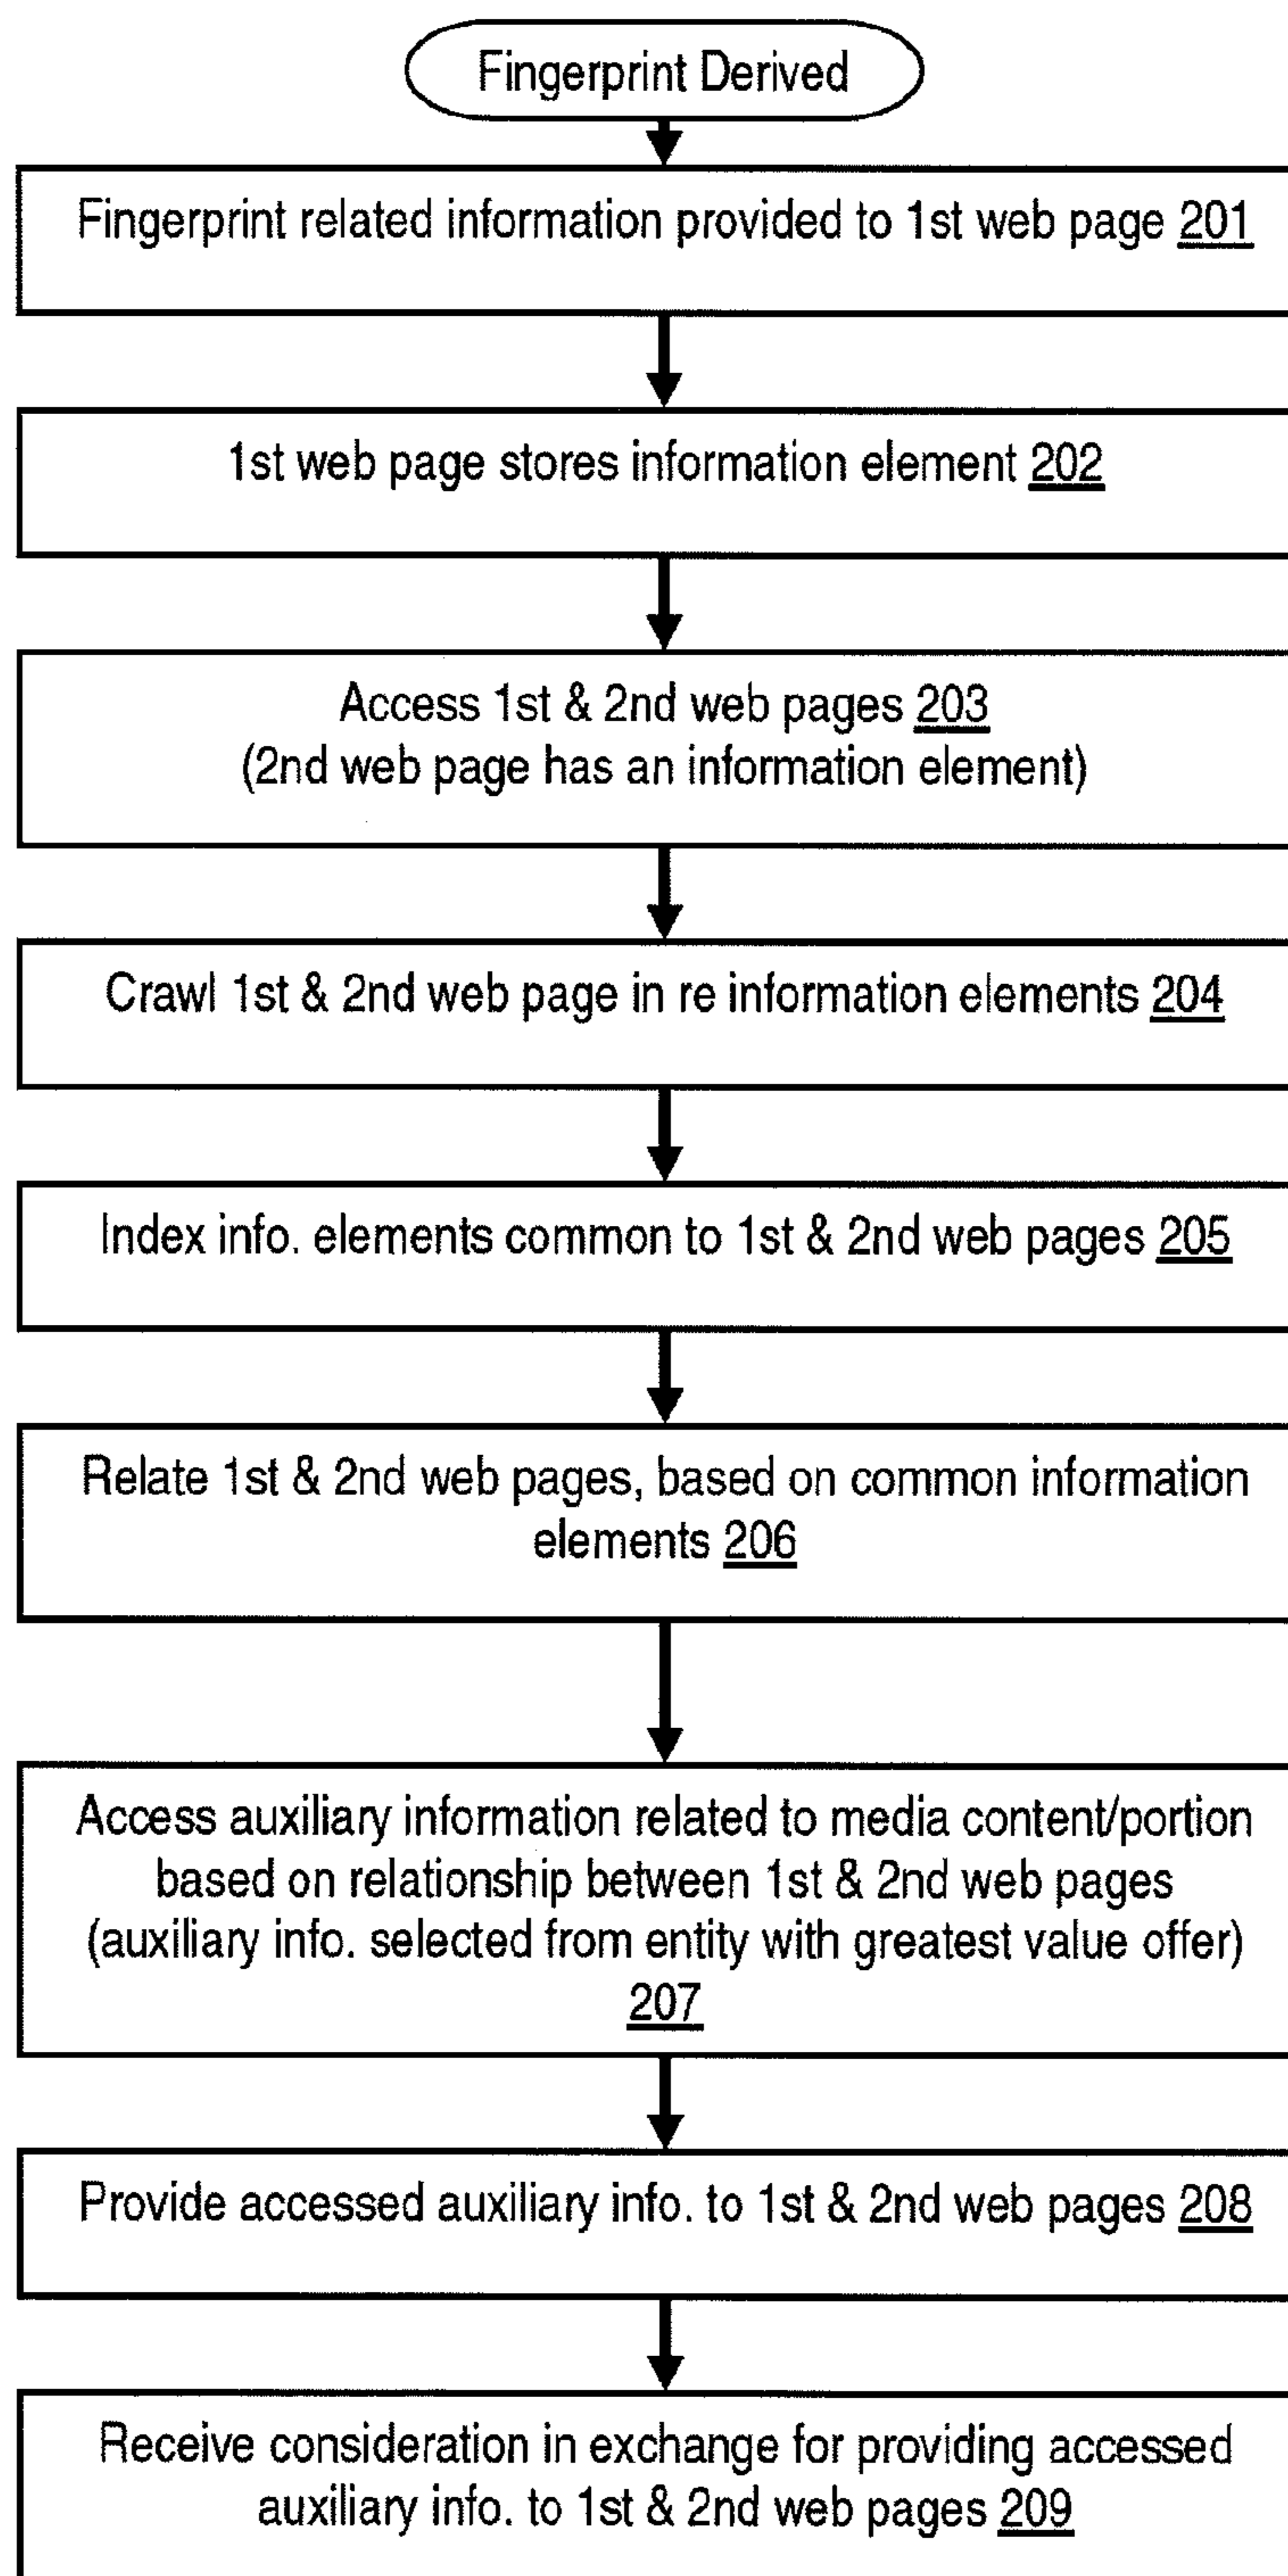 Fingerprint Derived
Fingerprint related information provided to 1st web page 201
1st web page stores information element 202
Access 1st & 2nd web pages 203
(2nd web page has an information element)
Crawl 1st & 2nd web page in re information elements 204
Index info. elements common to 1st & 2nd web pages 205
Relate 1st & 2nd web pages, based on common information
elements 206
Access auxiliary information related to media content/portion
based on relationship between 1st & 2nd web pages
(auxiliary info. selected from entity with greatest value offer)
207
Provide accessed auxiliary info. to 1st & 2nd web pages 208
Receive consideration in exchange for providing accessed
auxiliary info. to 1st & 2nd web pages 209